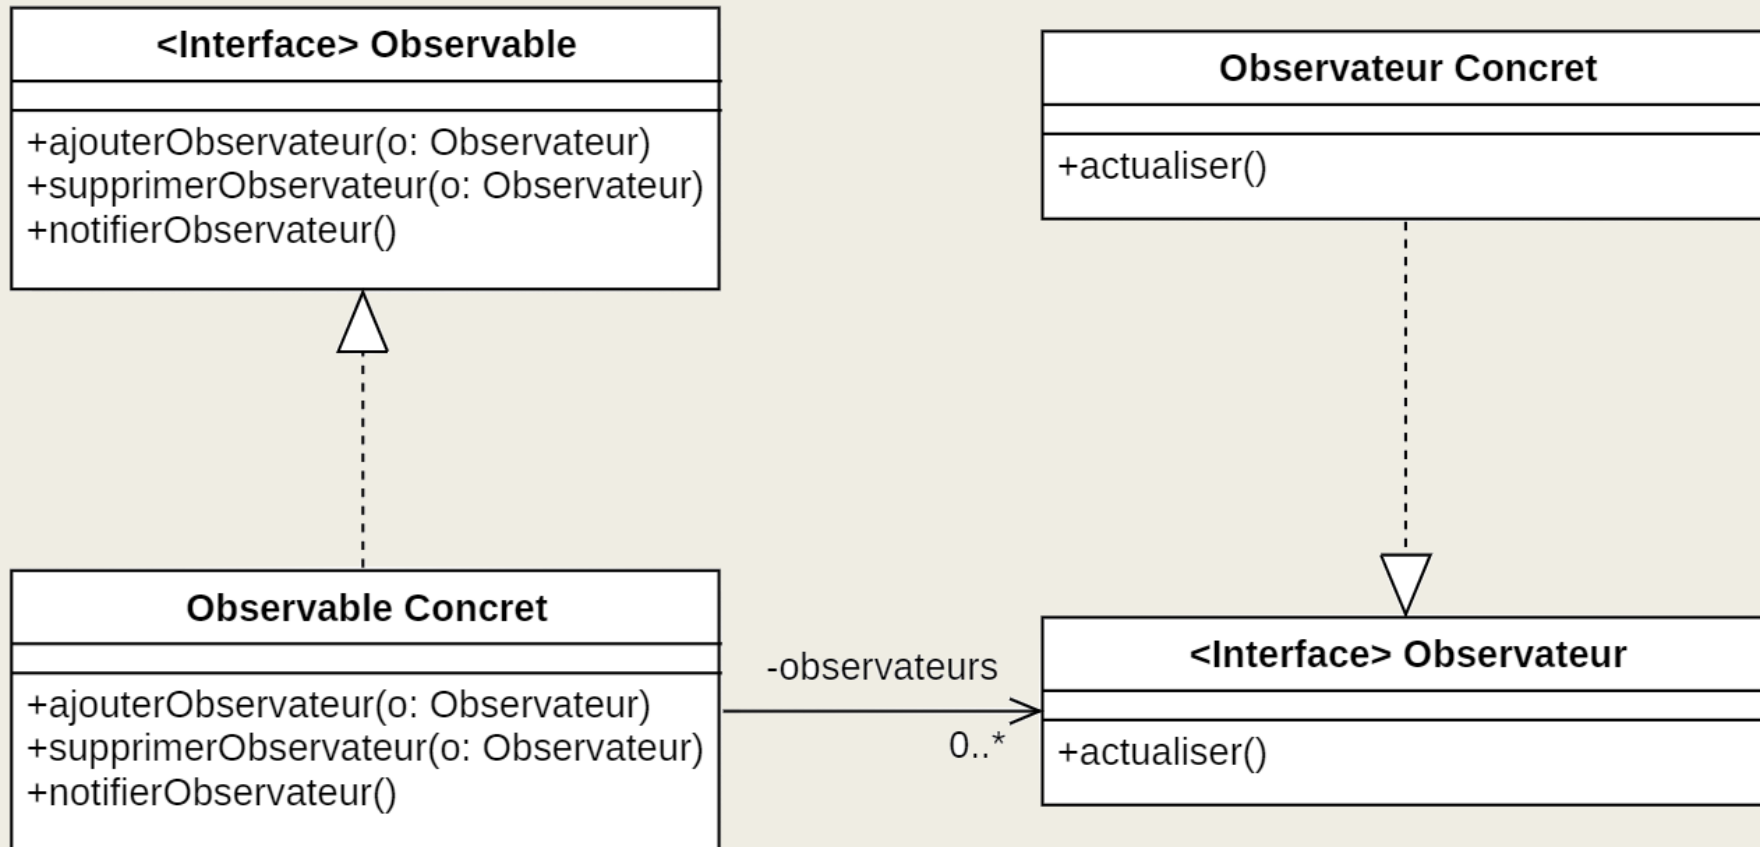 <Interface> Observable
+ajouterObservateur(o: Observateur)
+supprimerObservateur(o: Observateur)
+notifierObservateur()
Observateur Concret
+actualiser()
Observable Concret
+ajouterObservateur(o: Observateur)
+supprimerObservateur(o: Observateur)
+notifierObservateur()
-observateurs
0..*
<Interface> Observateur
+actualiser()